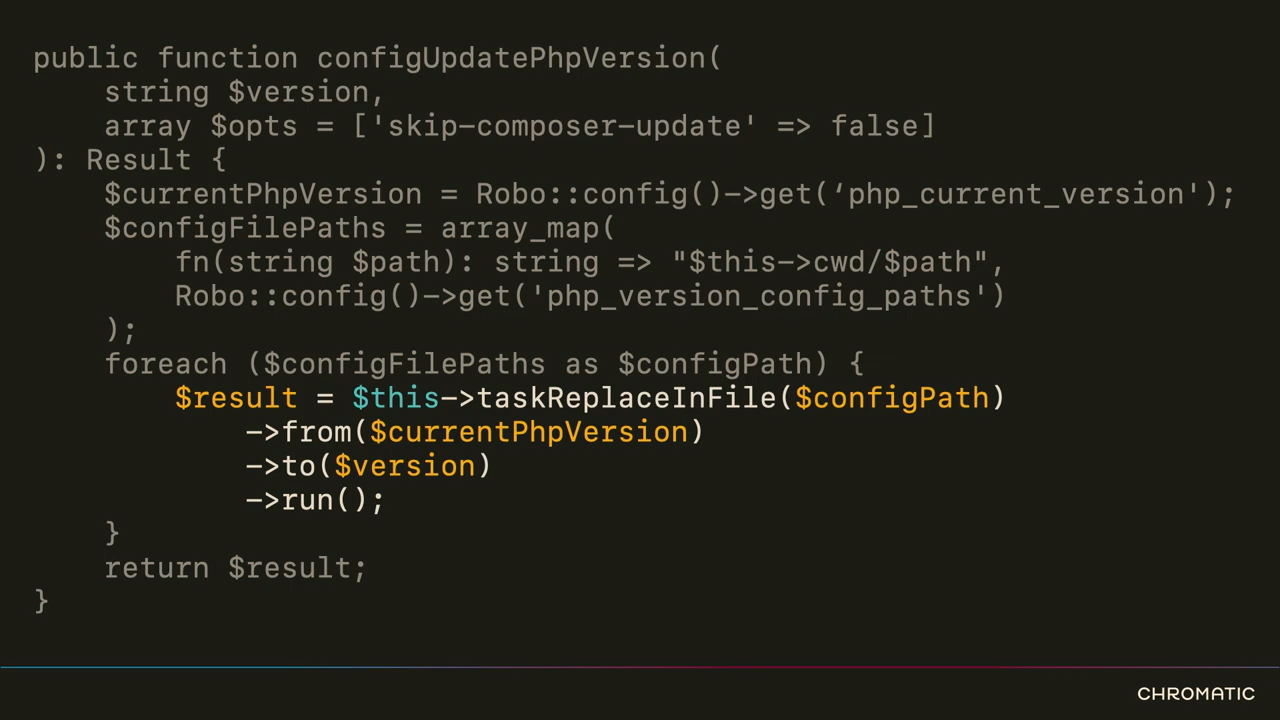 public function configUpdatePhpVersion(
    string $version,
    array $opts = ['skip-composer-update' => false]
): Result {
    $currentPhpVersion = Robo::config()->get(‘php_current_version');
    $configFilePaths = array_map(
        fn(string $path): string => "$this->cwd/$path",
        Robo::config()->get('php_version_config_paths')
    );
    foreach ($configFilePaths as $configPath) {
        $result = $this->taskReplaceInFile($configPath)
            ->from($currentPhpVersion)
            ->to($version)
            ->run();
    }
    return $result;
}
CHROMATIC